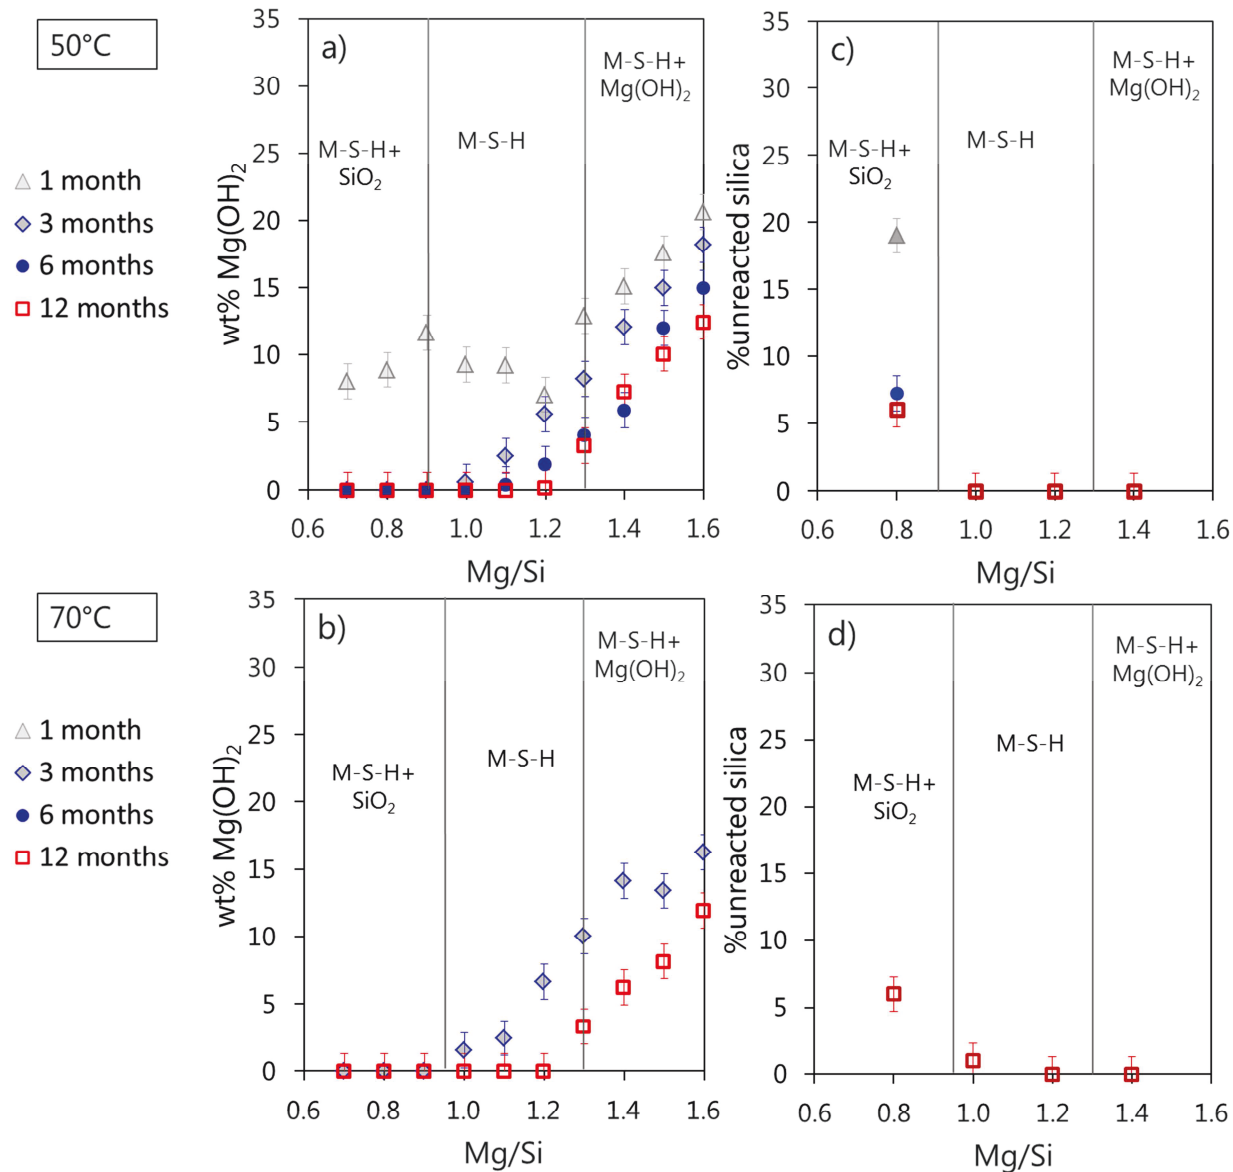 50°C
1 month
3 months
6 months
12 months
a)
wt% Mg(OH)₂
35
30
25
20
15
10
5
0
M-S-H+
SiO₂
M-S-H
M-S-H+
Mg(OH)₂
0.6 0.8 1.0 1.2 1.4 1.6
Mg/Si
c)
%unreacted silica
35
30
25
20
15
10
5
0
M-S-H+
SiO₂
M-S-H
M-S-H+
Mg(OH)₂
0.6 0.8 1.0 1.2 1.4 1.6
Mg/Si
70°C
1 month
3 months
6 months
12 months
b)
wt% Mg(OH)₂
35
30
25
20
15
10
5
0
M-S-H+
SiO₂
M-S-H
M-S-H+
Mg(OH)₂
0.6 0.8 1.0 1.2 1.4 1.6
Mg/Si
d)
%unreacted silica
35
30
25
20
15
10
5
0
M-S-H+
SiO₂
M-S-H
M-S-H+
Mg(OH)₂
0.6 0.8 1.0 1.2 1.4 1.6
Mg/Si